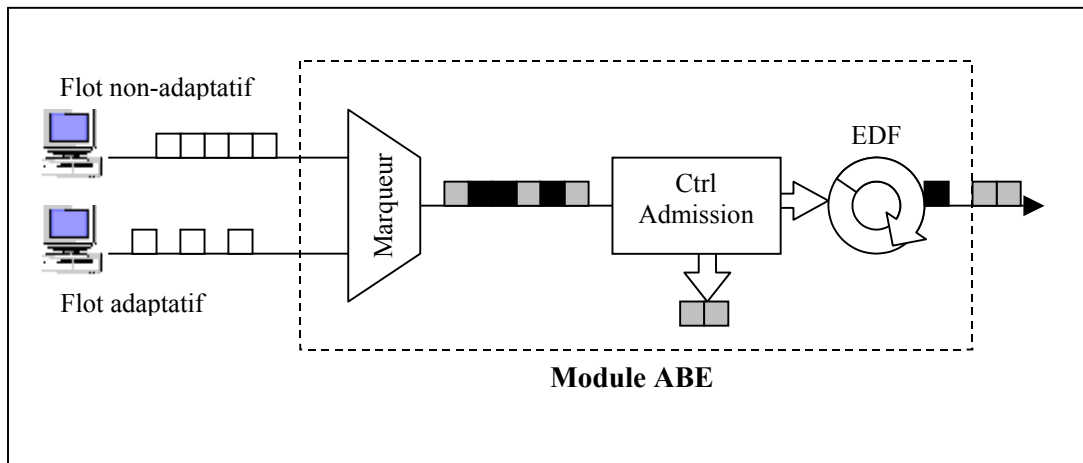 Flot non-adaptatif
EDF
Marqueur
Ctrl
Admission
Flot adaptatif
Module ABE